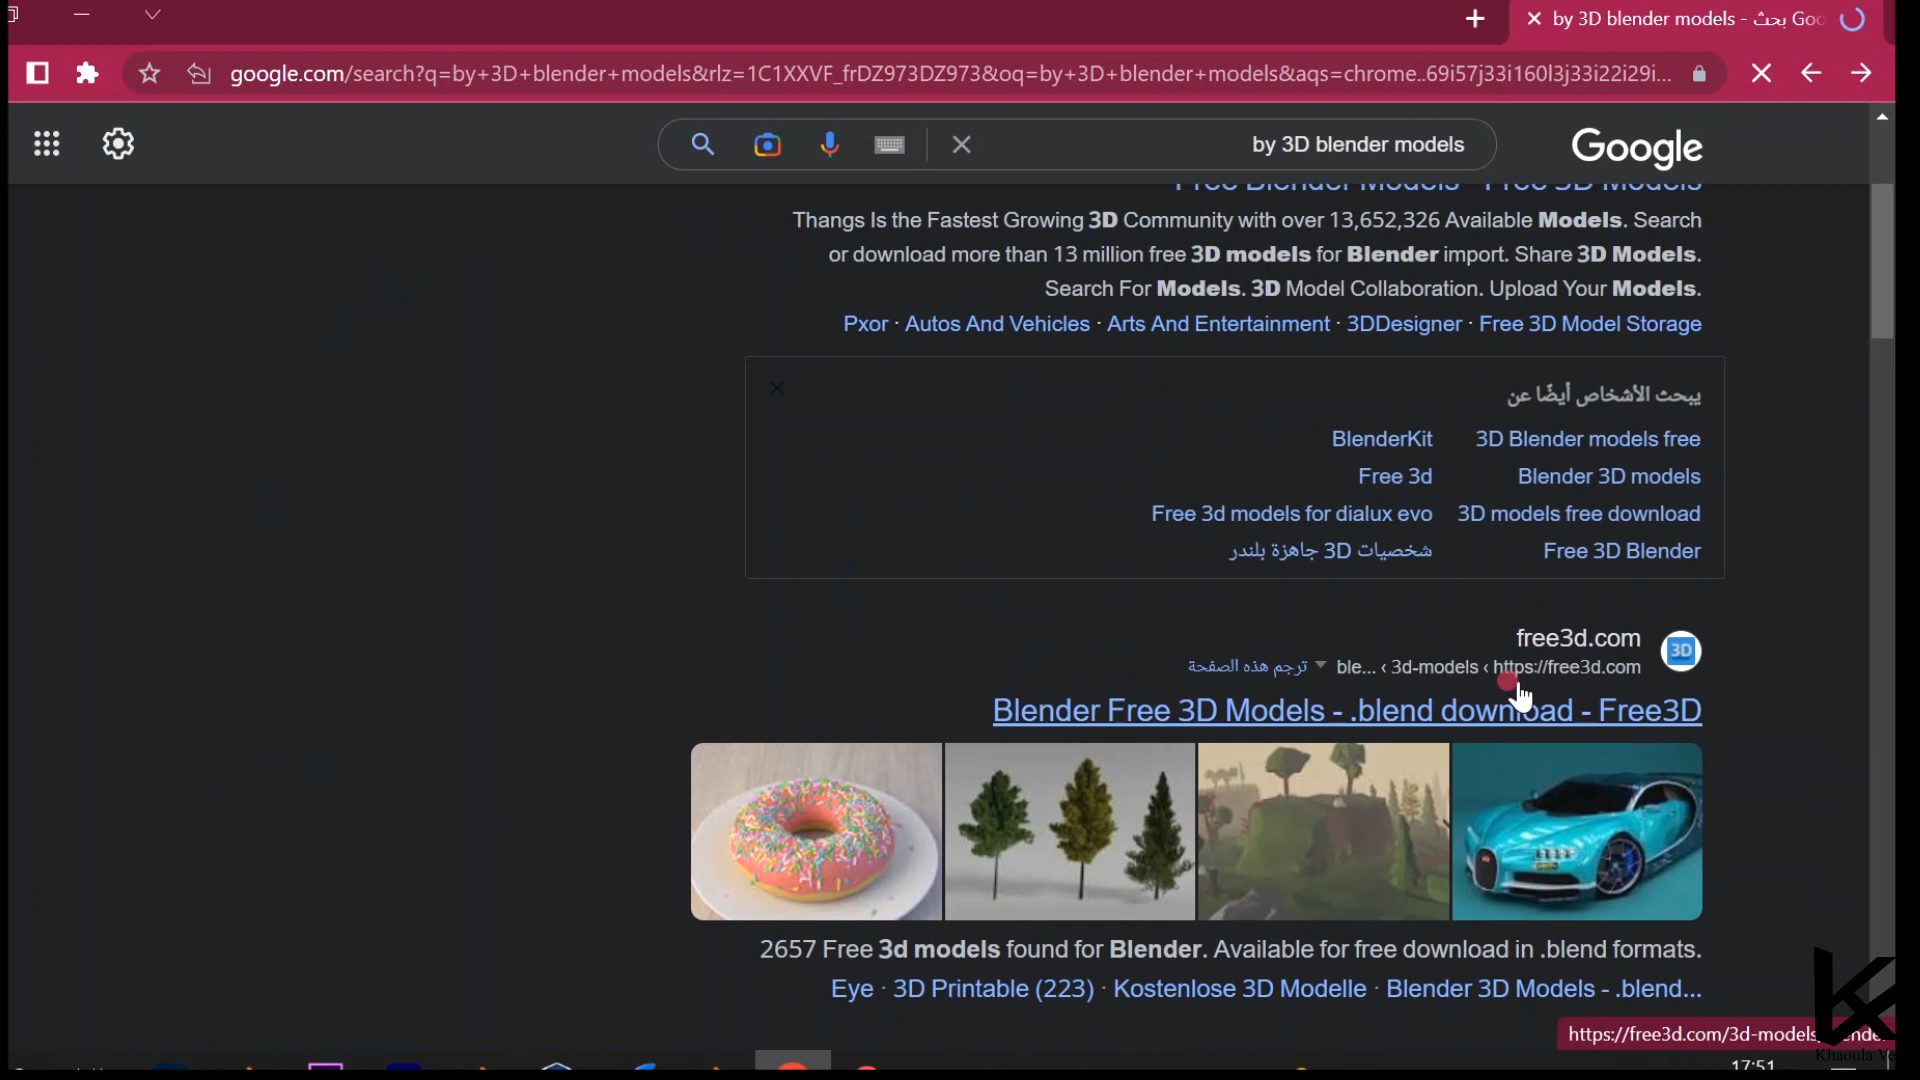 by 3D blender models - بحث Goo
google.com/search?q=by+3D+blender+models&rlz=1C1XXVF_frDZ973DZ973&oq=by+3D+blender+models&aqs=chrome..69i57j33i160l3j33i22i29i...
by 3D blender models
Google
Free Blender Models - Free 3D Models
Thangs Is the Fastest Growing 3D Community with over 13,652,326 Available Models. Search
or download more than 13 million free 3D models for Blender import. Share 3D Models.
Search For Models. 3D Model Collaboration. Upload Your Models.
Pxor · Autos And Vehicles · Arts And Entertainment · 3DDesigner · Free 3D Model Storage
يبحث الأشخاص أيضًا عن
BlenderKit 3D Blender models free
Free 3d Blender 3D models
Free 3d models for dialux evo 3D models free download
شخصيات 3D جاهزة بلندر Free 3D Blender
free3d.com
3D
ترجم هذه الصفحة ble... ‹ 3d-models ‹ https://free3d.com
Blender Free 3D Models - .blend download - Free3D
2657 Free 3d models found for Blender. Available for free download in .blend formats.
Eye · 3D Printable (223) · Kostenlose 3D Modelle · Blender 3D Models - .blend...
https://free3d.com/3d-models
Khaoula Ve
17:51